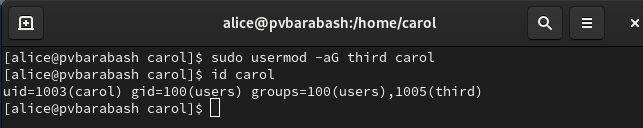 alice@pvbarabash:/home/carol
[alice@pvbarabash carol]$ sudo usermod -aG third carol
[alice@pvbarabash carol]$ id carol
uid=1003(carol) gid=100(users) groups=100(users),1005(third)
[alice@pvbarabash carol]$